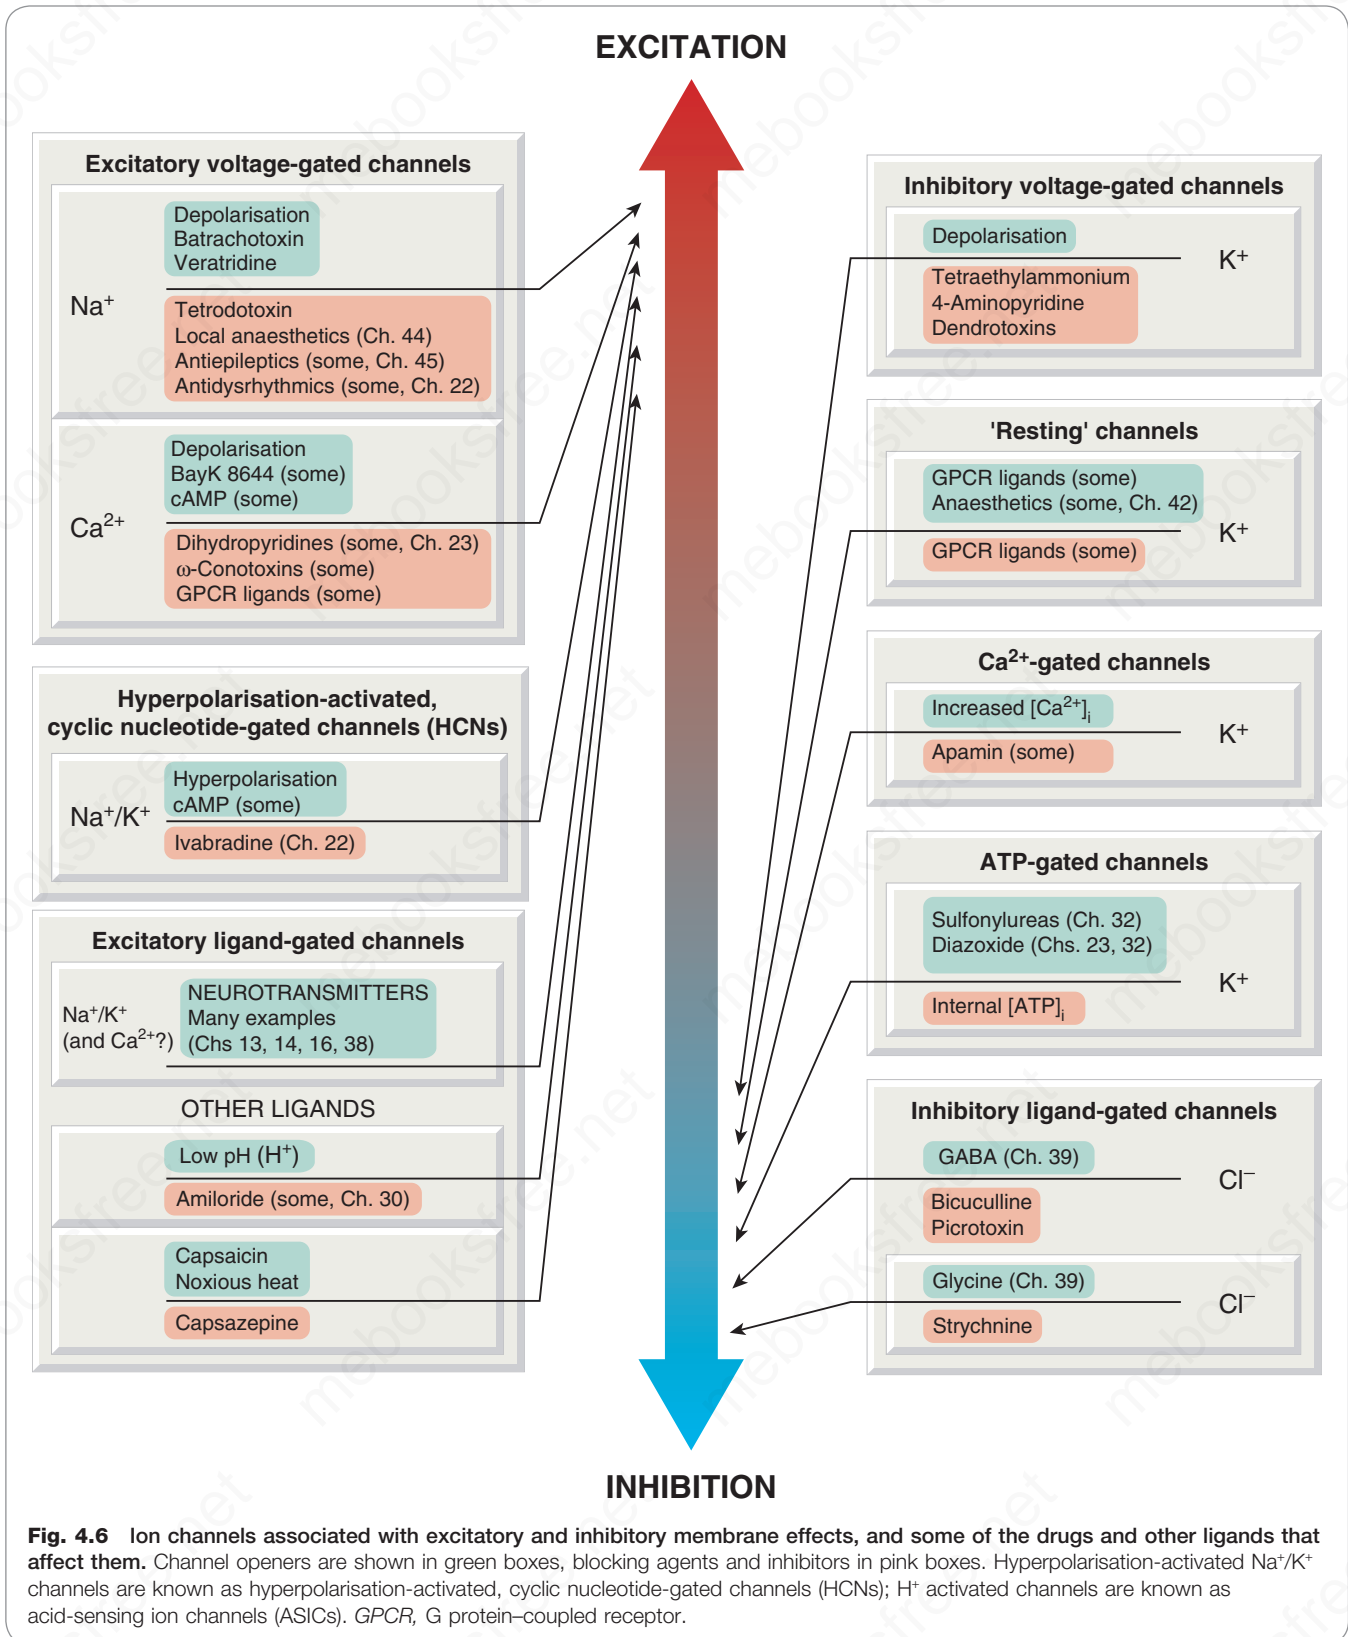 EXCITATION
Excitatory voltage-gated channels
Na⁺
Depolarisation
Batrachotoxin
Veratridine
Tetrodotoxin
Local anaesthetics (Ch. 44)
Antiepileptics (some, Ch. 45)
Antidysrhythmics (some, Ch. 22)
Ca²⁺
Depolarisation
BayK 8644 (some)
cAMP (some)
Dihydropyridines (some, Ch. 23)
ω-Conotoxins (some)
GPCR ligands (some)
Hyperpolarisation-activated,
cyclic nucleotide-gated channels (HCNs)
Na⁺/K⁺
Hyperpolarisation
cAMP (some)
Ivabradine (Ch. 22)
Excitatory ligand-gated channels
Na⁺/K⁺
(and Ca²⁺?)
NEUROTRANSMITTERS
Many examples
(Chs 13, 14, 16, 38)
OTHER LIGANDS
Low pH (H⁺)
Amiloride (some, Ch. 30)
Capsaicin
Noxious heat
Capsazepine
Inhibitory voltage-gated channels
Depolarisation
K⁺
Tetraethylammonium
4-Aminopyridine
Dendrotoxins
'Resting' channels
GPCR ligands (some)
Anaesthetics (some, Ch. 42)
K⁺
GPCR ligands (some)
Ca²⁺-gated channels
Increased [Ca²⁺]ᵢ
K⁺
Apamin (some)
ATP-gated channels
Sulfonylureas (Ch. 32)
Diazoxide (Chs. 23, 32)
K⁺
Internal [ATP]ᵢ
Inhibitory ligand-gated channels
GABA (Ch. 39)
Cl⁻
Bicuculline
Picrotoxin
Glycine (Ch. 39)
Cl⁻
Strychnine
INHIBITION
Fig. 4.6 Ion channels associated with excitatory and inhibitory membrane effects, and some of the drugs and other ligands that
affect them. Channel openers are shown in green boxes, blocking agents and inhibitors in pink boxes. Hyperpolarisation-activated Na⁺/K⁺
channels are known as hyperpolarisation-activated, cyclic nucleotide-gated channels (HCNs); H⁺ activated channels are known as
acid-sensing ion channels (ASICs). GPCR, G protein–coupled receptor.
mebooksfree.net